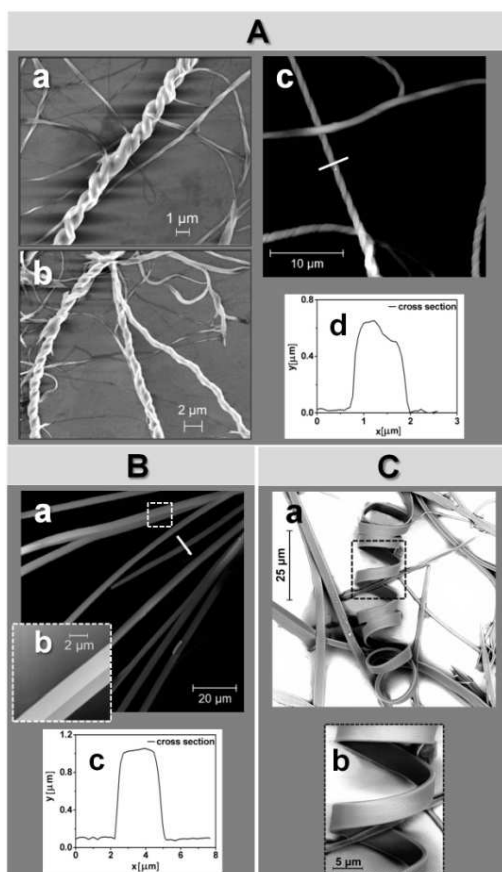 A
a
1 µm
b
2 µm
c
10 µm
d
cross section
y[µm]
0.8
0.4
0.0
0
1
2
3
x[µm]
B
a
b
2 µm
20 µm
c
cross section
y[µm]
1.2
0.8
0.4
0.0
0
2
4
6
8
x[µm]
C
a
25 µm
b
5 µm